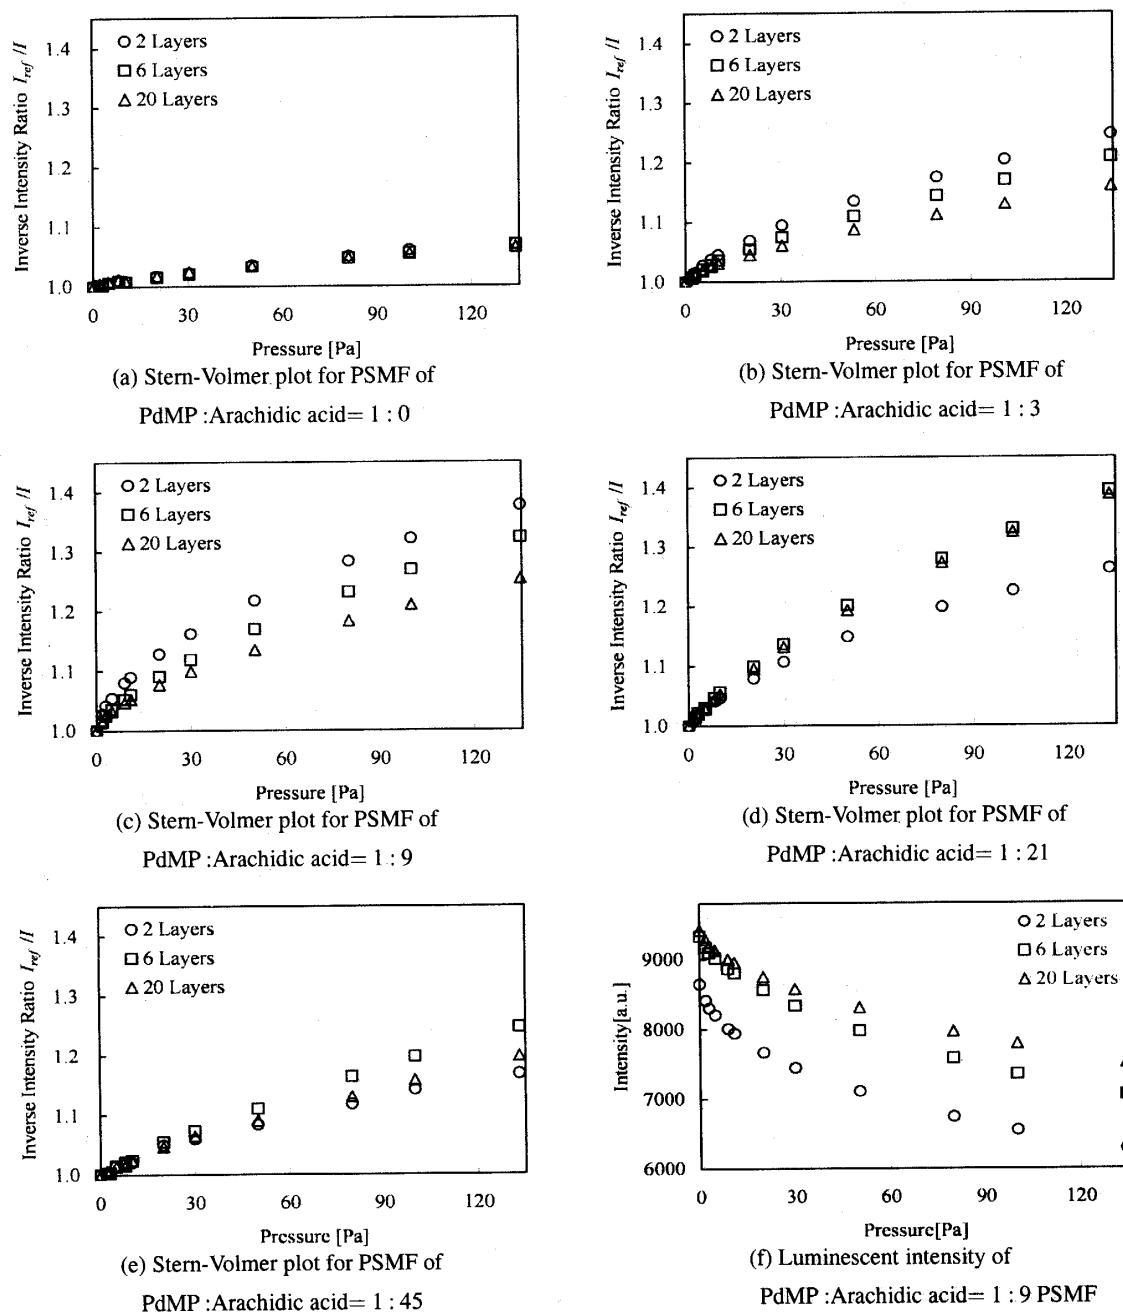 Inverse Intensity Ratio I_ref /I
1.4
1.3
1.2
1.1
1.0
2 Layers
6 Layers
20 Layers
0 30 60 90 120
Pressure [Pa]
(a) Stern-Volmer plot for PSMF of
PdMP :Arachidic acid= 1 : 0
Inverse Intensity Ratio I_ref /I
1.4
1.3
1.2
1.1
1.0
2 Layers
6 Layers
20 Layers
0 30 60 90 120
Pressure [Pa]
(b) Stern-Volmer plot for PSMF of
PdMP :Arachidic acid= 1 : 3
Inverse Intensity Ratio I_ref /I
1.4
1.3
1.2
1.1
1.0
2 Layers
6 Layers
20 Layers
0 30 60 90 120
Pressure [Pa]
(c) Stern-Volmer plot for PSMF of
PdMP :Arachidic acid= 1 : 9
Inverse Intensity Ratio I_ref /I
1.4
1.3
1.2
1.1
1.0
2 Layers
6 Layers
20 Layers
0 30 60 90 120
Pressure [Pa]
(d) Stern-Volmer plot for PSMF of
PdMP :Arachidic acid= 1 : 21
Inverse Intensity Ratio I_ref /I
1.4
1.3
1.2
1.1
1.0
2 Layers
6 Layers
20 Layers
0 30 60 90 120
Pressure [Pa]
(e) Stern-Volmer plot for PSMF of
PdMP :Arachidic acid= 1 : 45
Intensity[a.u.]
9000
8000
7000
6000
2 Layers
6 Layers
20 Layers
0 30 60 90 120
Pressure[Pa]
(f) Luminescent intensity of
PdMP :Arachidic acid= 1 : 9 PSMF